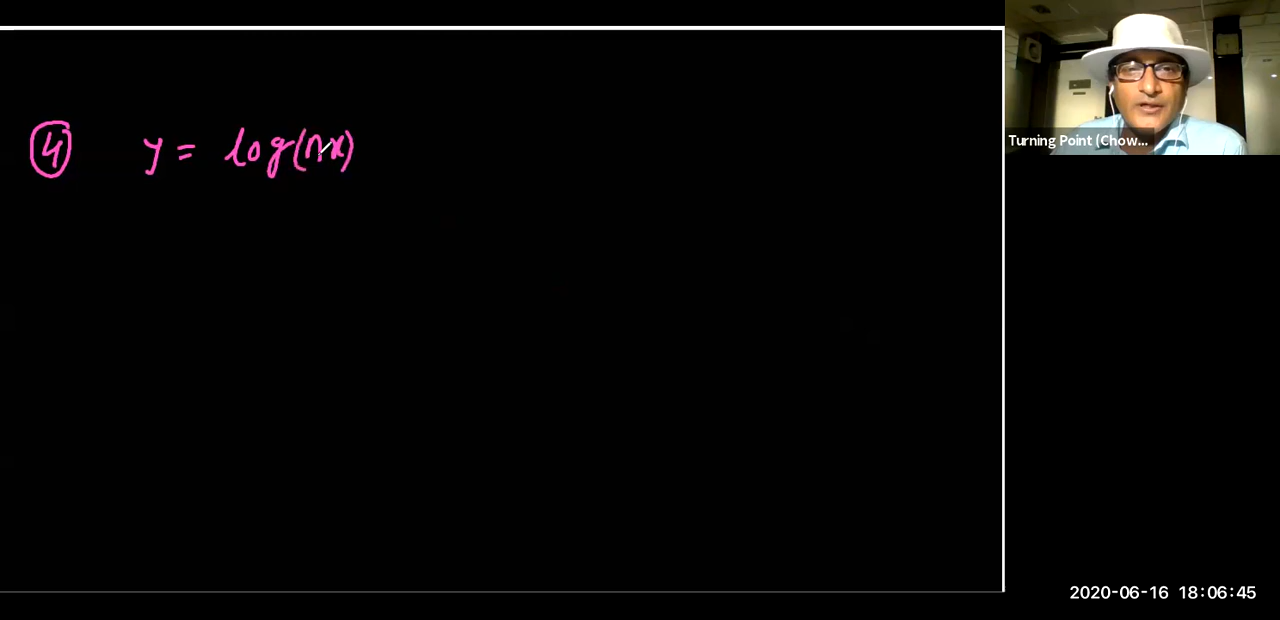 ④ y = log(nx)
Turning Point (Chow...
2020-06-16 18:06:45